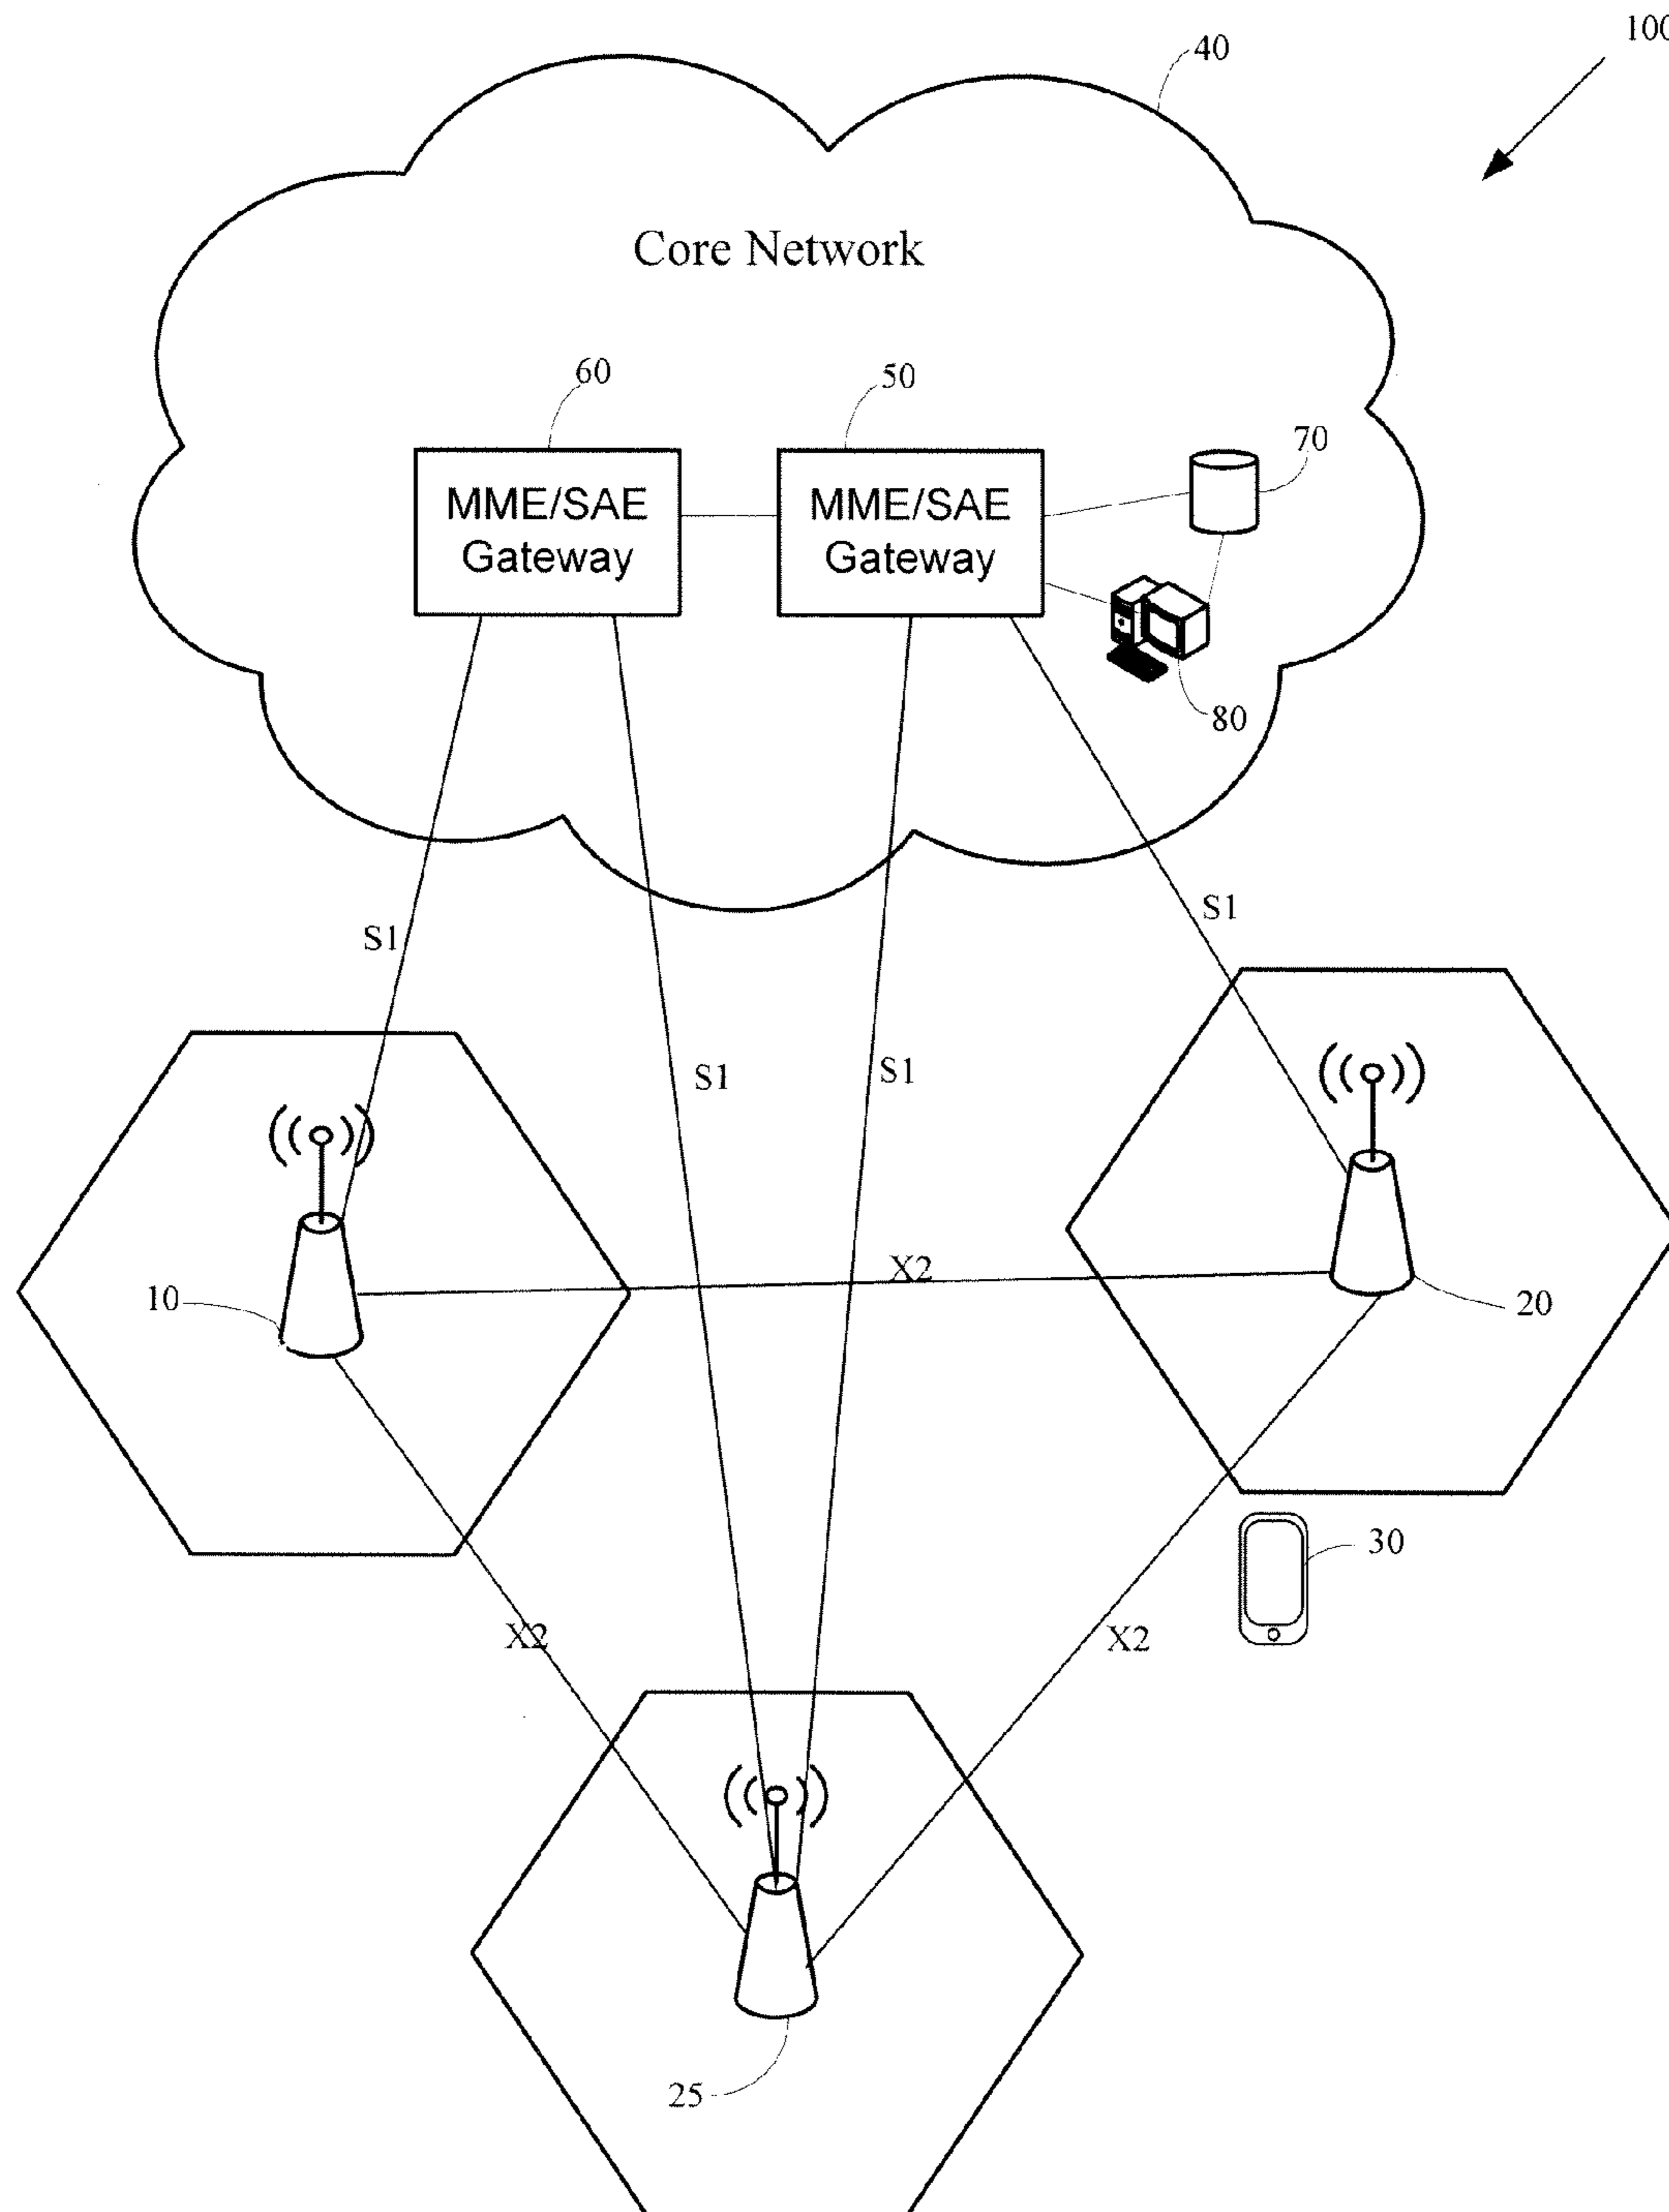 100
40
Core Network
60
50
70
MME/SAE
Gateway
MME/SAE
Gateway
80
S1
S1
S1
S1
X2
10
20
30
X2
X2
25